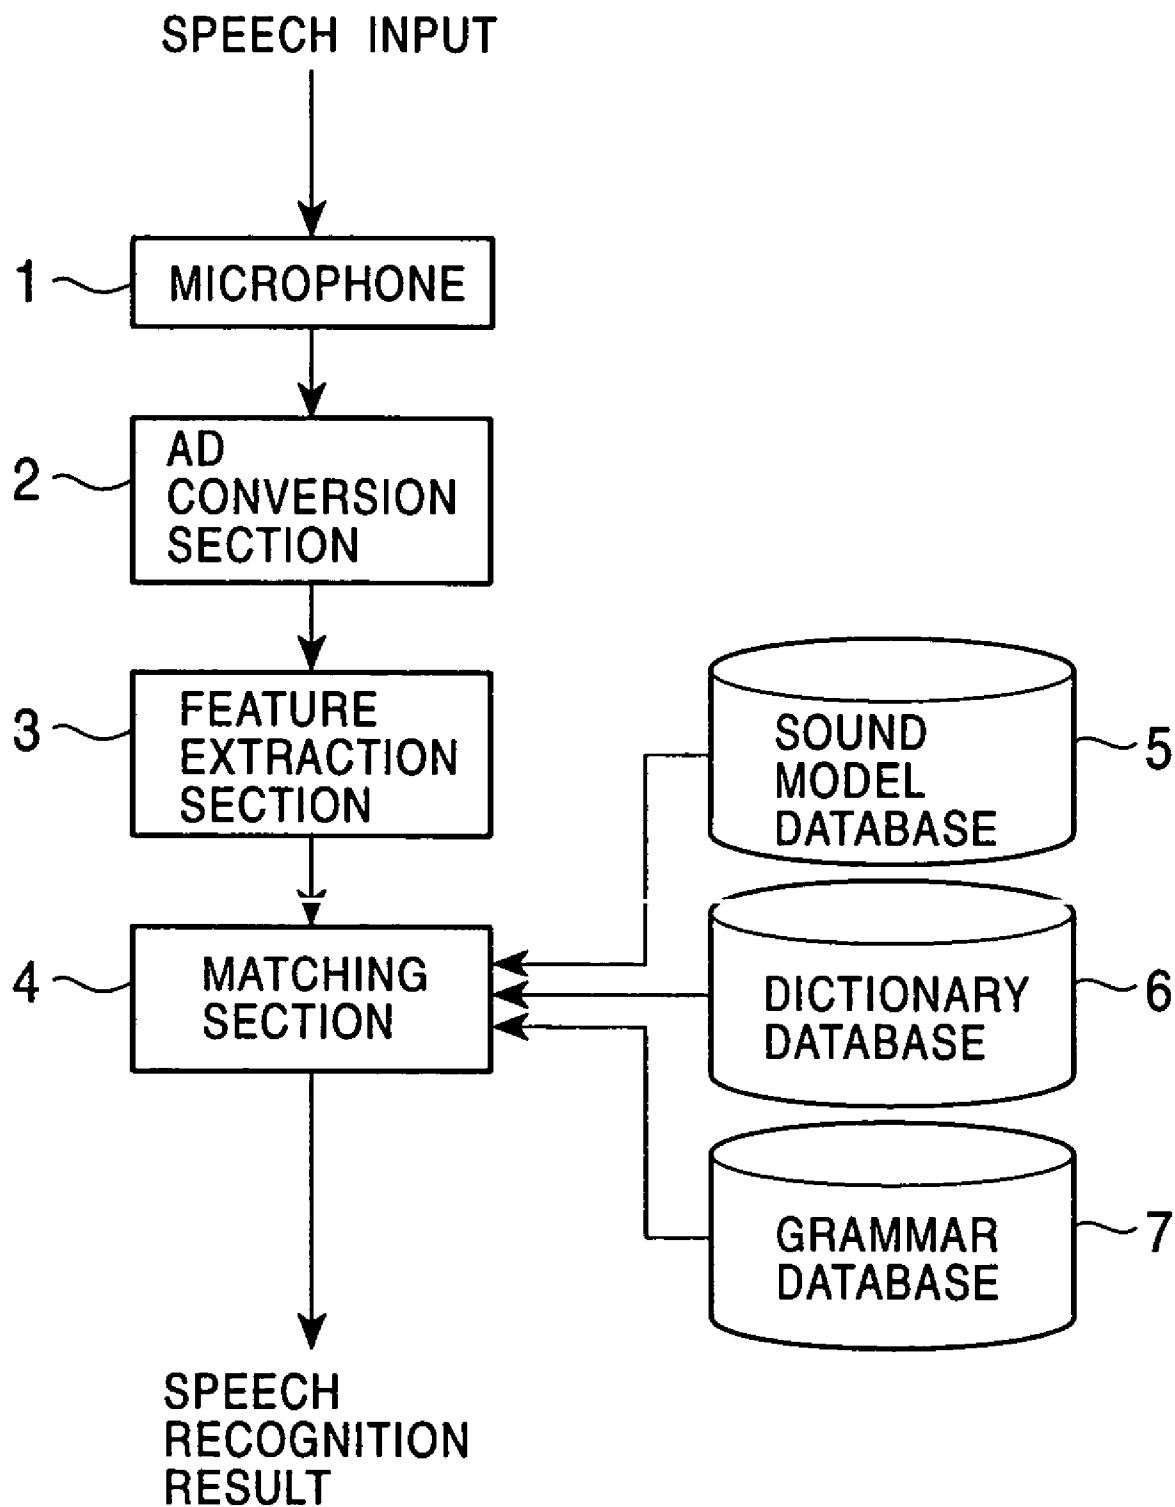 SPEECH INPUT
1
MICROPHONE
2
AD
CONVERSION
SECTION
3
FEATURE
EXTRACTION
SECTION
5
SOUND
MODEL
DATABASE
4
MATCHING
SECTION
6
DICTIONARY
DATABASE
7
GRAMMAR
DATABASE
SPEECH
RECOGNITION
RESULT